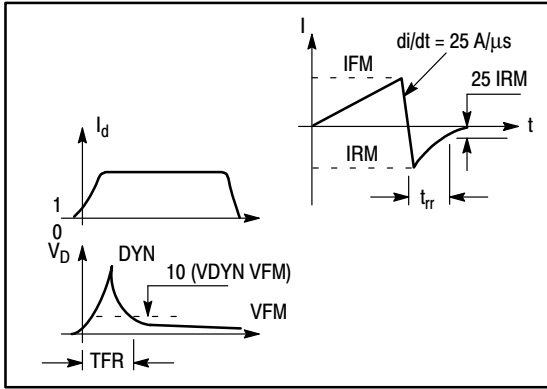 I
di/dt = 25 A/μs
IFM
25 IRM
t
IRM
trr
Id
1
0
VD
DYN
10 (VDYN VFM)
VFM
TFR